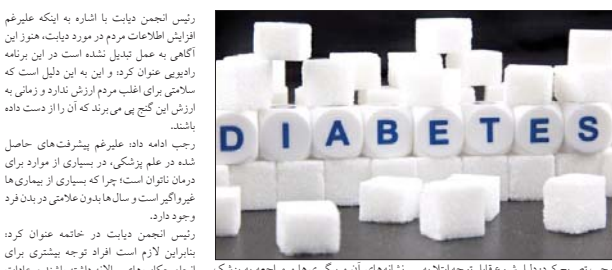 رئیس انجمن دیابت با اشاره به اینکه علیرغم
افزایش اطلاعات مردم در مورد دیابت، هنوز این
آگاهی به عمل تبدیل نشده است در این برنامه
رادیویی عنوان کرد: و این به این دلیل است که
سلامتی برای اغلب مردم ارزش ندارد و زمانی به
ارزش این گنج پی می‌برند که آن را از دست داده
باشند.
رجب ادامه داد: علیرغم پیشرفت‌های حاصل
شده در علم پزشکی، در بسیاری از موارد برای
درمان ناتوان است؛ چرا که بسیاری از بیماری‌ها
غیرواگیر است و سال‌ها بدون علامتی در بدن فرد
وجود دارد.
رئیس انجمن دیابت در خاتمه عنوان کرد:
بنابراین لازم است افراد توجه بیشتری برای
DIABETES